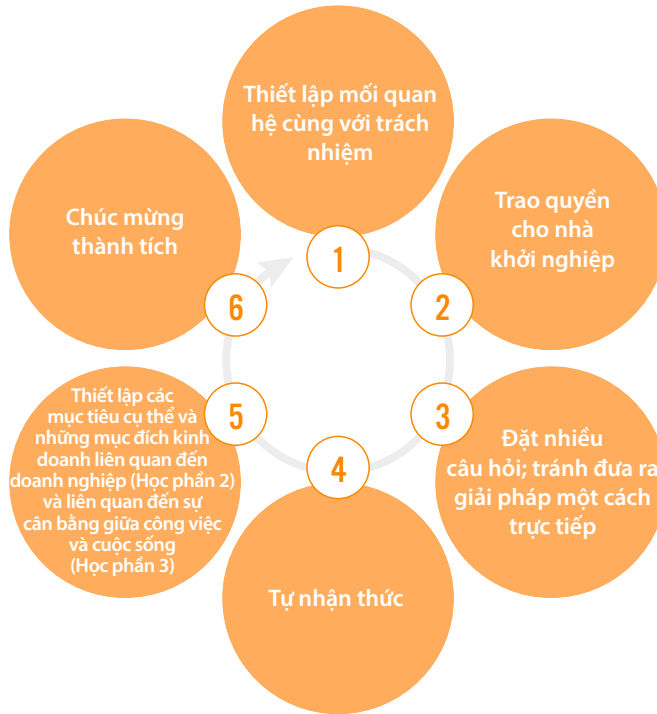 Thiết lập mối quan
hệ cùng với trách
nhiệm
1
Trao quyền
cho nhà
khởi nghiệp
2
Đặt nhiều
câu hỏi; tránh đưa ra
giải pháp một cách
trực tiếp
3
Tự nhận thức
4
Thiết lập các
mục tiêu cụ thể và
những mục đích kinh
doanh liên quan đến
doanh nghiệp (Học phần 2)
và liên quan đến sự
cân bằng giữa công việc
và cuộc sống
(Học phần 3)
5
Chúc mừng
thành tích
6